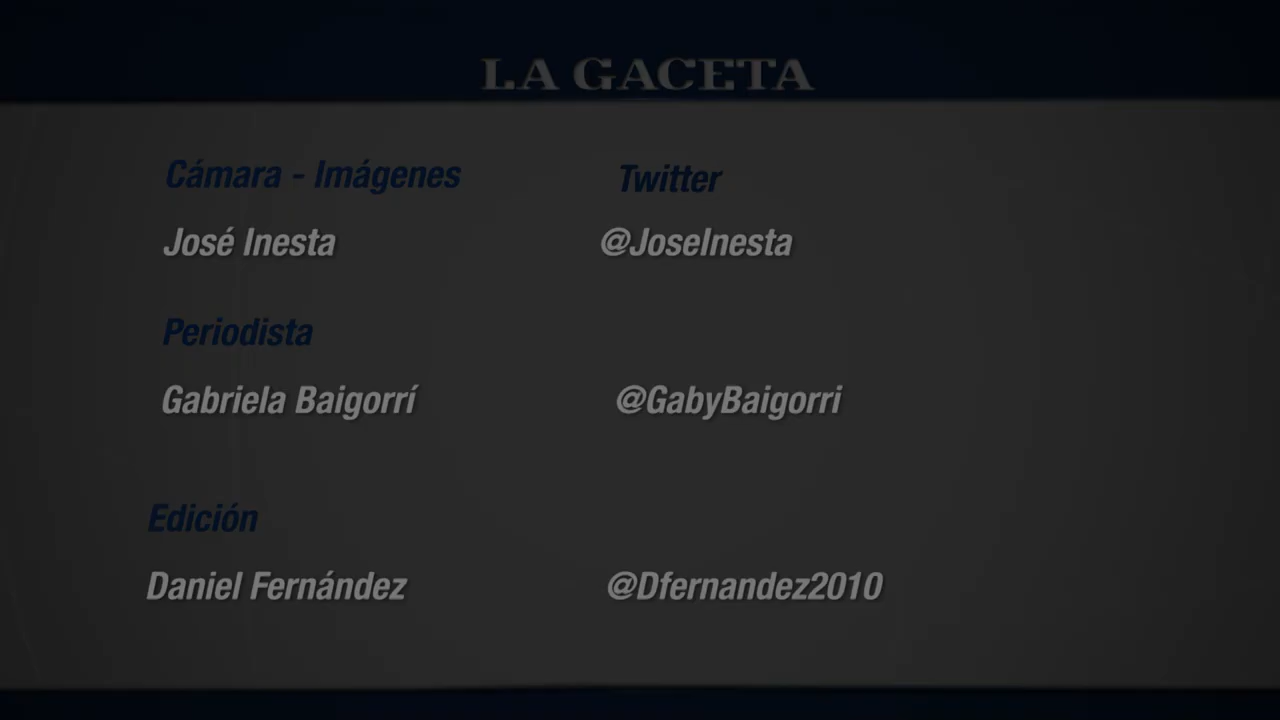 LA GACETA
Cámara - Imágenes Twitter
José Inesta @JoseInesta
Periodista
Gabriela Baigorrí @GabyBaigorri
Edición
Daniel Fernández @Dfernandez2010